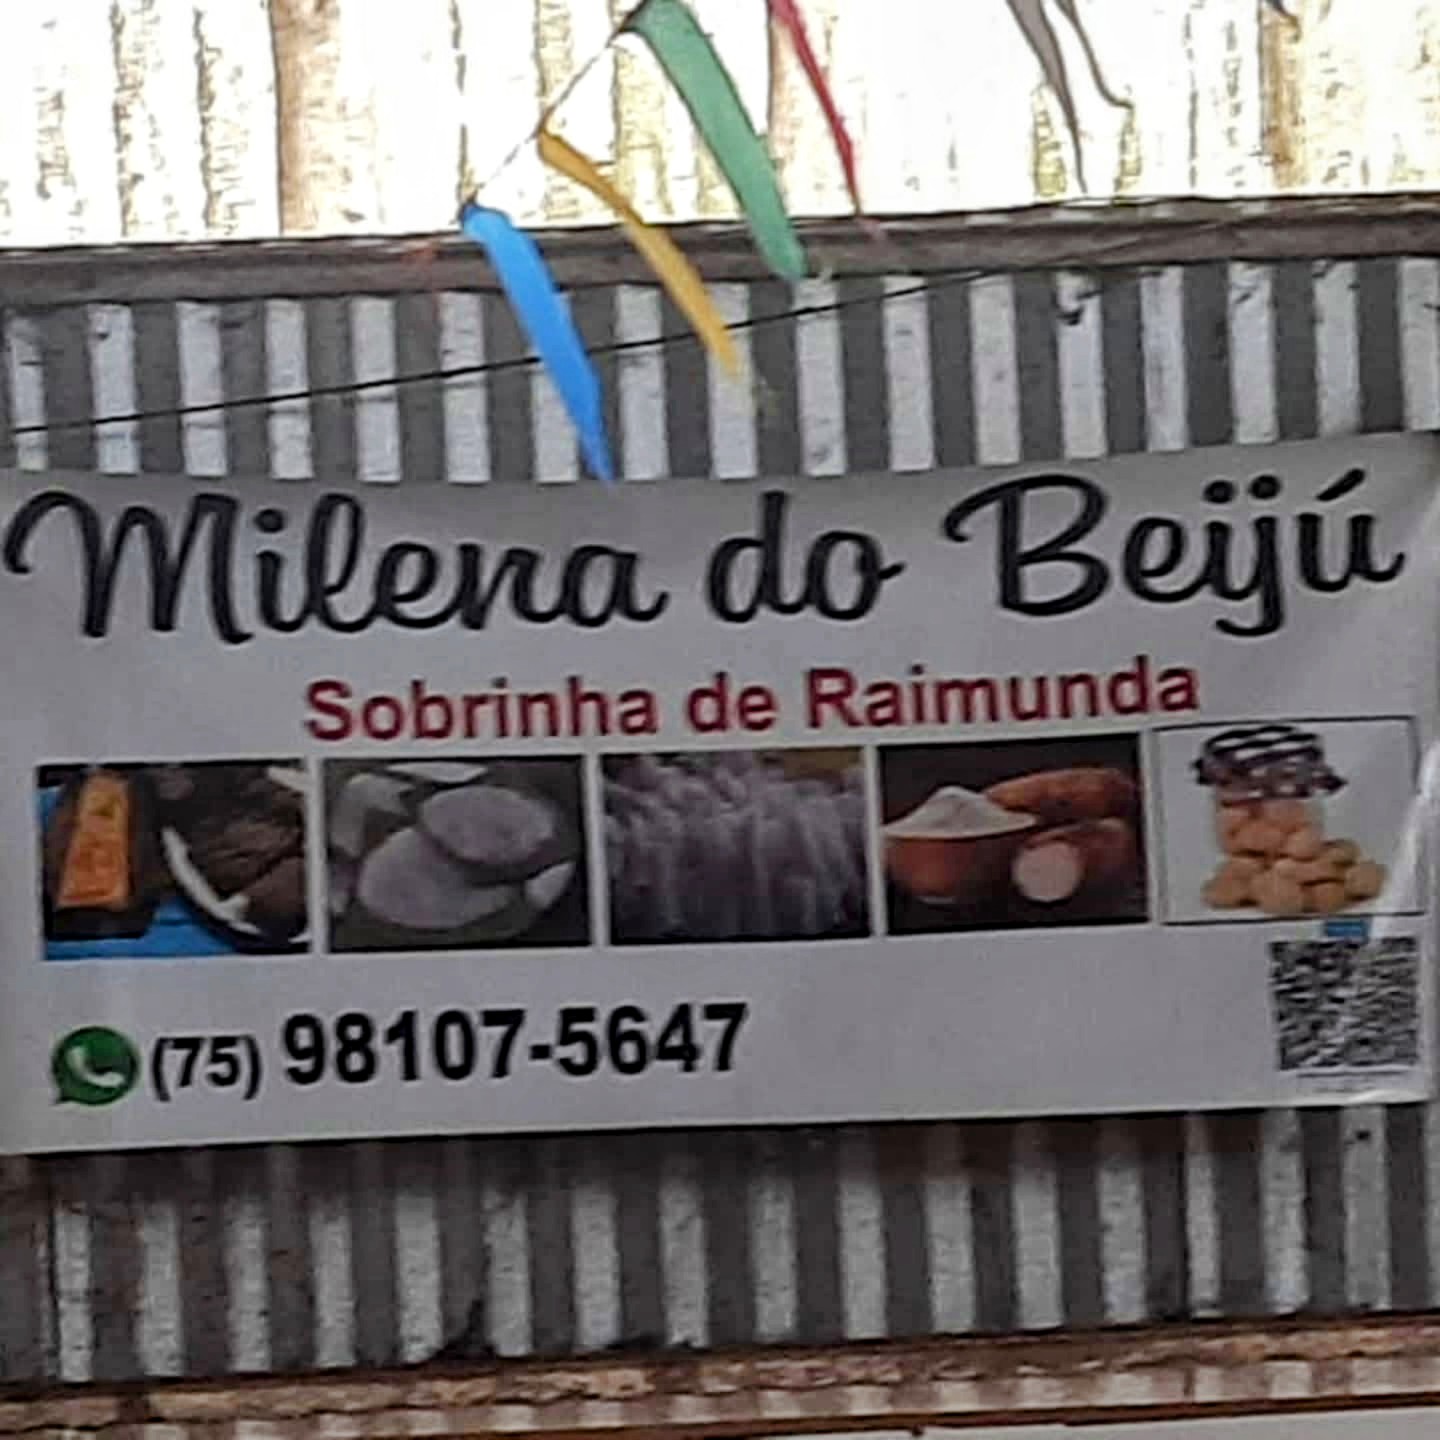 Milena do Beijú
Sobrinha de Raimunda
(75) 98107-5647